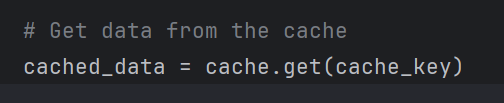 # Get data from the cache
cached_data = cache.get(cache_key)